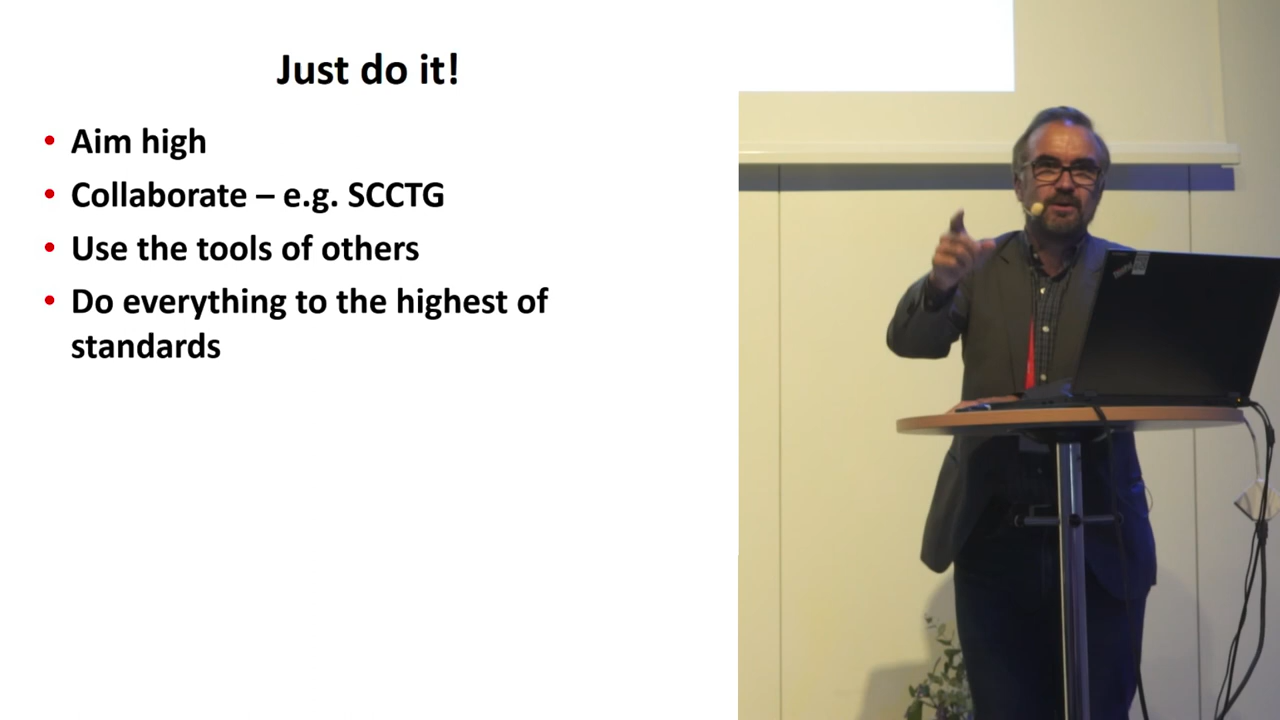 Just do it!
• Aim high
• Collaborate – e.g. SCCTG
• Use the tools of others
• Do everything to the highest of
standards
ThinkPad